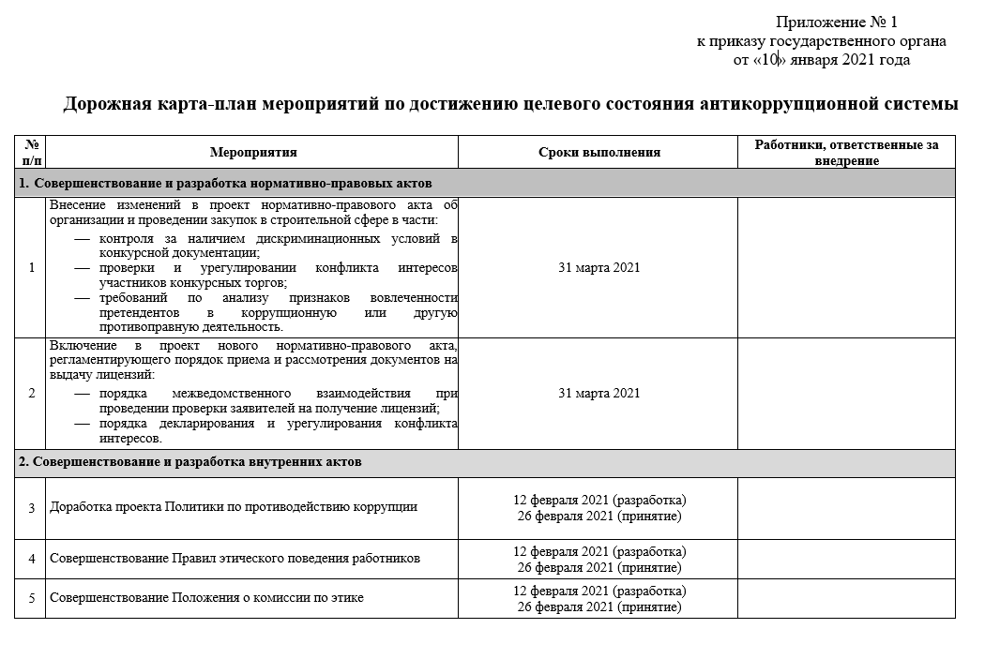 Приложение № 1
к приказу государственного органа
от «10» января 2021 года
Дорожная карта-план мероприятий по достижению целевого состояния антикоррупционной системы
№
п/п
Мероприятия
Сроки выполнения
Работники, ответственные за
внедрение
1. Совершенствование и разработка нормативно-правовых актов
1
Внесение изменений в проект нормативно-правового акта об
организации и проведении закупок в строительной сфере в части:
— контроля за наличием дискриминационных условий в
конкурсной документации;
— проверки и урегулировании конфликта интересов
участников конкурсных торгов;
— требований по анализу признаков вовлеченности
претендентов в коррупционную или другую
противоправную деятельность.
31 марта 2021
2
Включение в проект нового нормативно-правового акта,
регламентирующего порядок приема и рассмотрения документов на
выдачу лицензий:
— порядка межведомственного взаимодействия при
проведении проверки заявителей на получение лицензий;
— порядка декларирования и урегулирования конфликта
интересов.
31 марта 2021
2. Совершенствование и разработка внутренних актов
3
Доработка проекта Политики по противодействию коррупции
12 февраля 2021 (разработка)
26 февраля 2021 (принятие)
4
Совершенствование Правил этического поведения работников
12 февраля 2021 (разработка)
26 февраля 2021 (принятие)
5
Совершенствование Положения о комиссии по этике
12 февраля 2021 (разработка)
26 февраля 2021 (принятие)